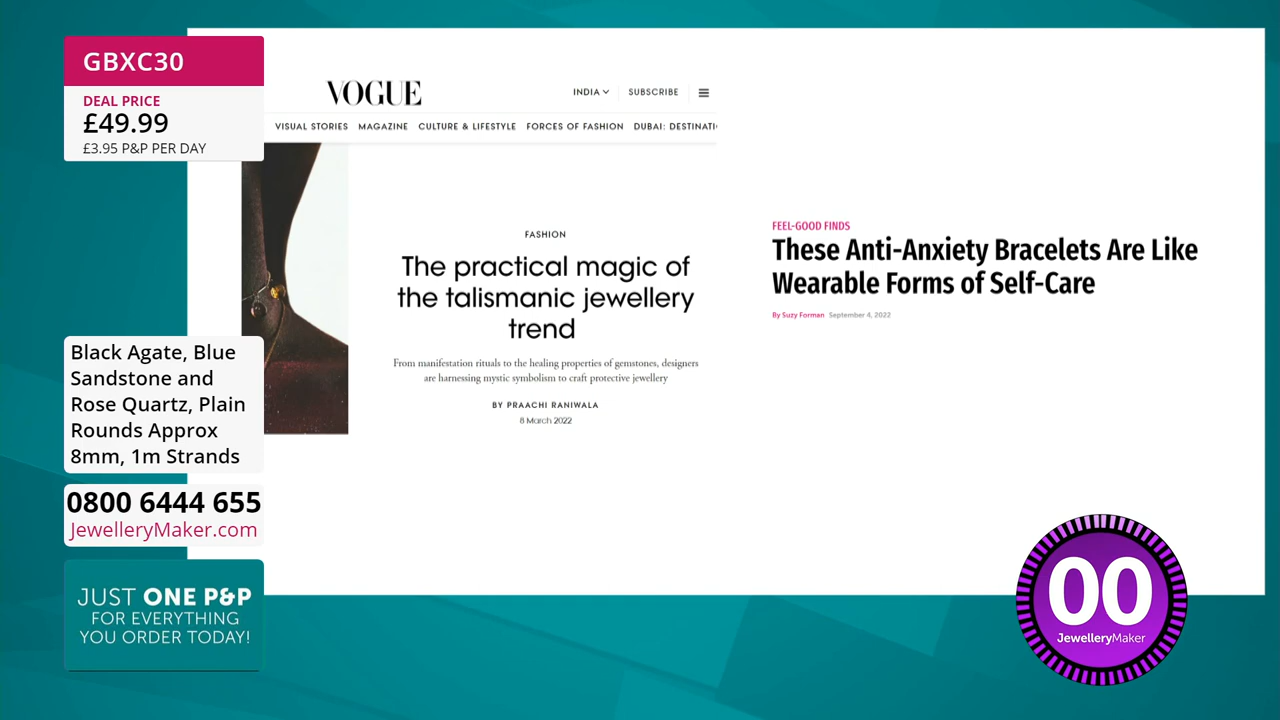 GBXC30
DEAL PRICE
£49.99
£3.95 P&P PER DAY
VOGUE
INDIA
SUBSCRIBE
VISUAL STORIES MAGAZINE CULTURE & LIFESTYLE FORCES OF FASHION DUBAI:
FASHION
The practical magic of
the talismanic jewellery
trend
From manifestation rituals to the healing properties of gemstones, designers
are harnessing mystic symbolism to craft protective jewellery
BY PRAACHI RANIWALA
8 March 2022
FEEL-GOOD FINDS
These Anti-Anxiety Bracelets Are Like
Wearable Forms of Self-Care
By Suzy Forman September 4, 2022
Black Agate, Blue
Sandstone and
Rose Quartz, Plain
Rounds Approx
8mm, 1m Strands
0800 6444 655
JewelleryMaker.com
JUST ONE P&P
FOR EVERYTHING
YOU ORDER TODAY!
00
JewelleryMaker